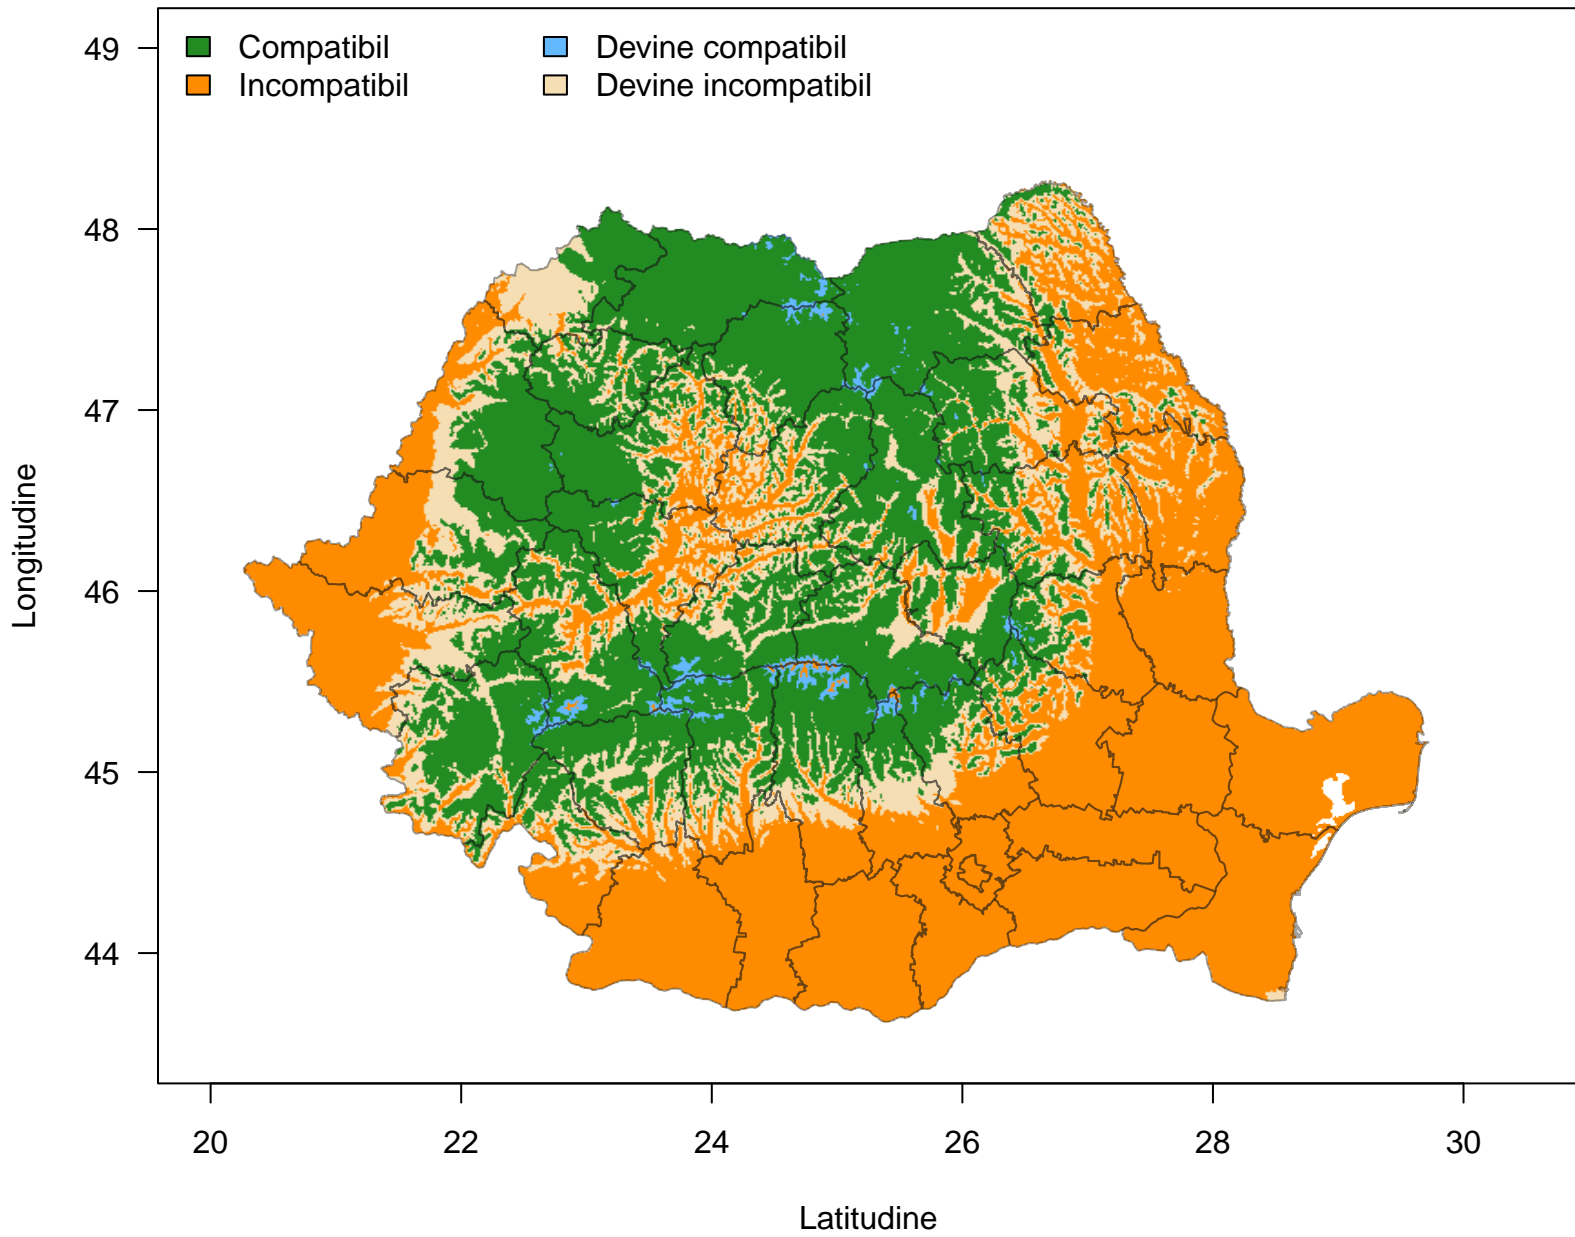 Compatibil
Incompatibil
Devine compatibil
Devine incompatibil
49
48
47
46
45
44
Longitudine
20 22 24 26 28 30
Latitudine